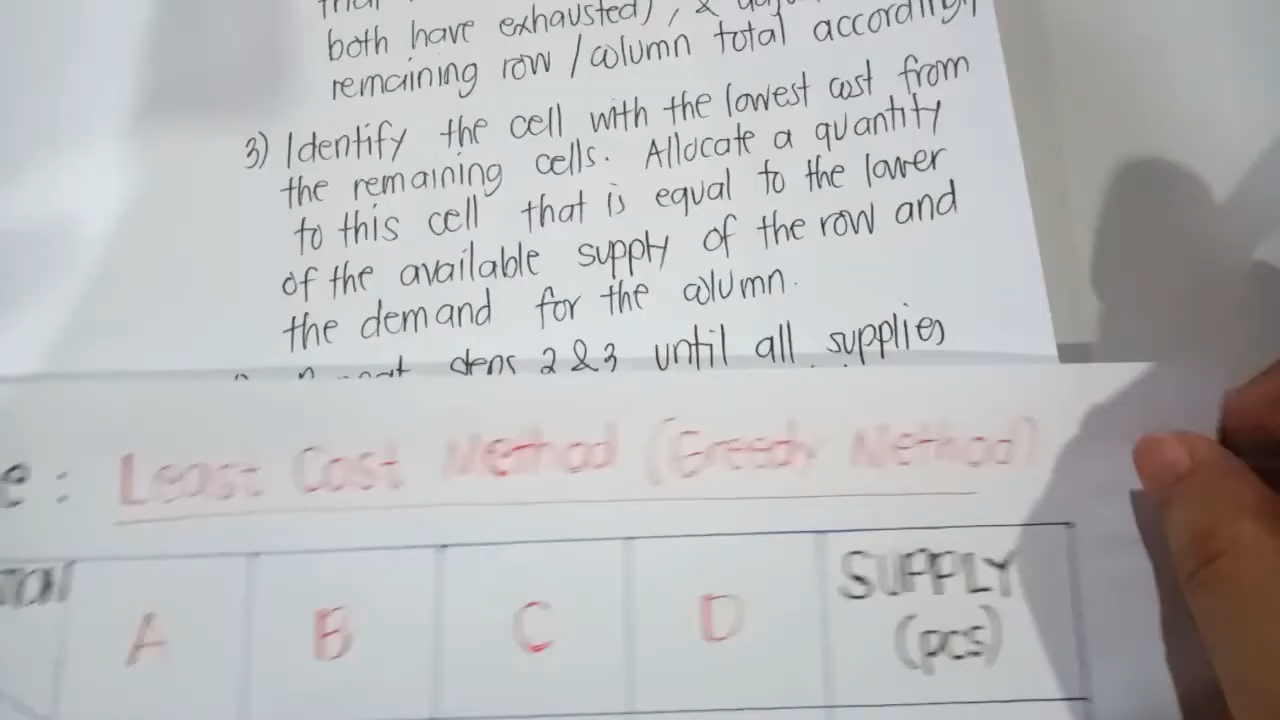 both have exhausted), &
remaining row / column total accordingly
3) Identify the cell with the lowest cost from
the remaining cells. Allocate a quantity
to this cell that is equal to the lower
of the available supply of the row and
the demand for the column.
steps 2 & 3 until all supplies
e : Least Cost Method (Greedy Method)
A B C D SUPPLY
(pcs)